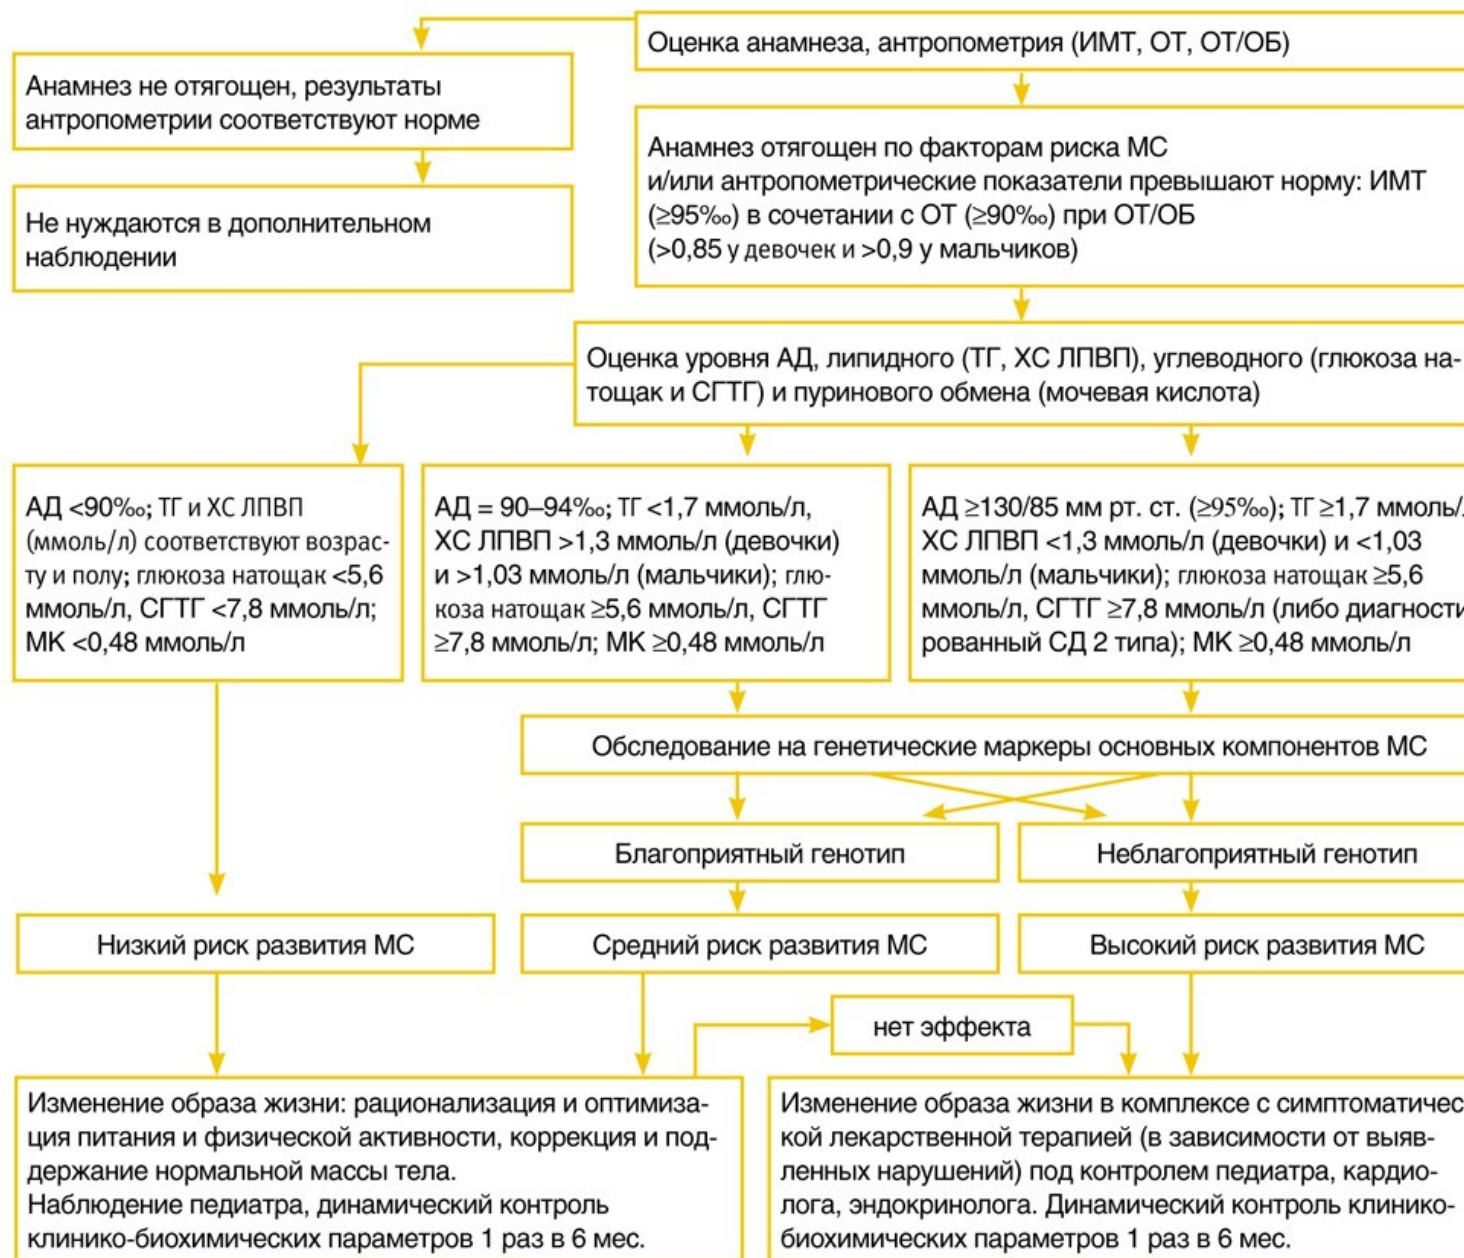 Оценка анамнеза, антропометрия (ИМТ, ОТ, ОТ/ОБ)
Анамнез не отягощен, результаты
антропометрии соответствуют норме
Анамнез отягощен по факторам риска МС
и/или антропометрические показатели превышают норму: ИМТ
(≥95‰) в сочетании с ОТ (≥90‰) при ОТ/ОБ
(>0,85 у девочек и >0,9 у мальчиков)
Не нуждаются в дополнительном
наблюдении
Оценка уровня АД, липидного (ТГ, ХС ЛПВП), углеводного (глюкоза на-
тощак и СГТГ) и пуринового обмена (мочевая кислота)
АД <90‰; ТГ и ХС ЛПВП
(ммоль/л) соответствуют возрас-
ту и полу; глюкоза натощак <5,6
ммоль/л, СГТГ <7,8 ммоль/л;
МК <0,48 ммоль/л
АД = 90–94‰; ТГ <1,7 ммоль/л,
ХС ЛПВП >1,3 ммоль/л (девочки)
и >1,03 ммоль/л (мальчики); глю-
коза натощак ≥5,6 ммоль/л, СГТГ
≥7,8 ммоль/л; МК ≥0,48 ммоль/л
АД ≥130/85 мм рт. ст. (≥95‰); ТГ ≥1,7 ммоль/л
ХС ЛПВП <1,3 ммоль/л (девочки) и <1,03
ммоль/л (мальчики); глюкоза натощак ≥5,6
ммоль/л, СГТГ ≥7,8 ммоль/л (либо диагности
рованный СД 2 типа); МК ≥0,48 ммоль/л
Обследование на генетические маркеры основных компонентов МС
Благоприятный генотип
Неблагоприятный генотип
Низкий риск развития МС
Средний риск развития МС
Высокий риск развития МС
нет эффекта
Изменение образа жизни: рационализация и оптимиза-
ция питания и физической активности, коррекция и под-
держание нормальной массы тела.
Наблюдение педиатра, динамический контроль
клинико-биохимических параметров 1 раз в 6 мес.
Изменение образа жизни в комплексе с симптоматичес
кой лекарственной терапией (в зависимости от выяв-
ленных нарушений) под контролем педиатра, кардио-
лога, эндокринолога. Динамический контроль клинико-
биохимических параметров 1 раз в 6 мес.